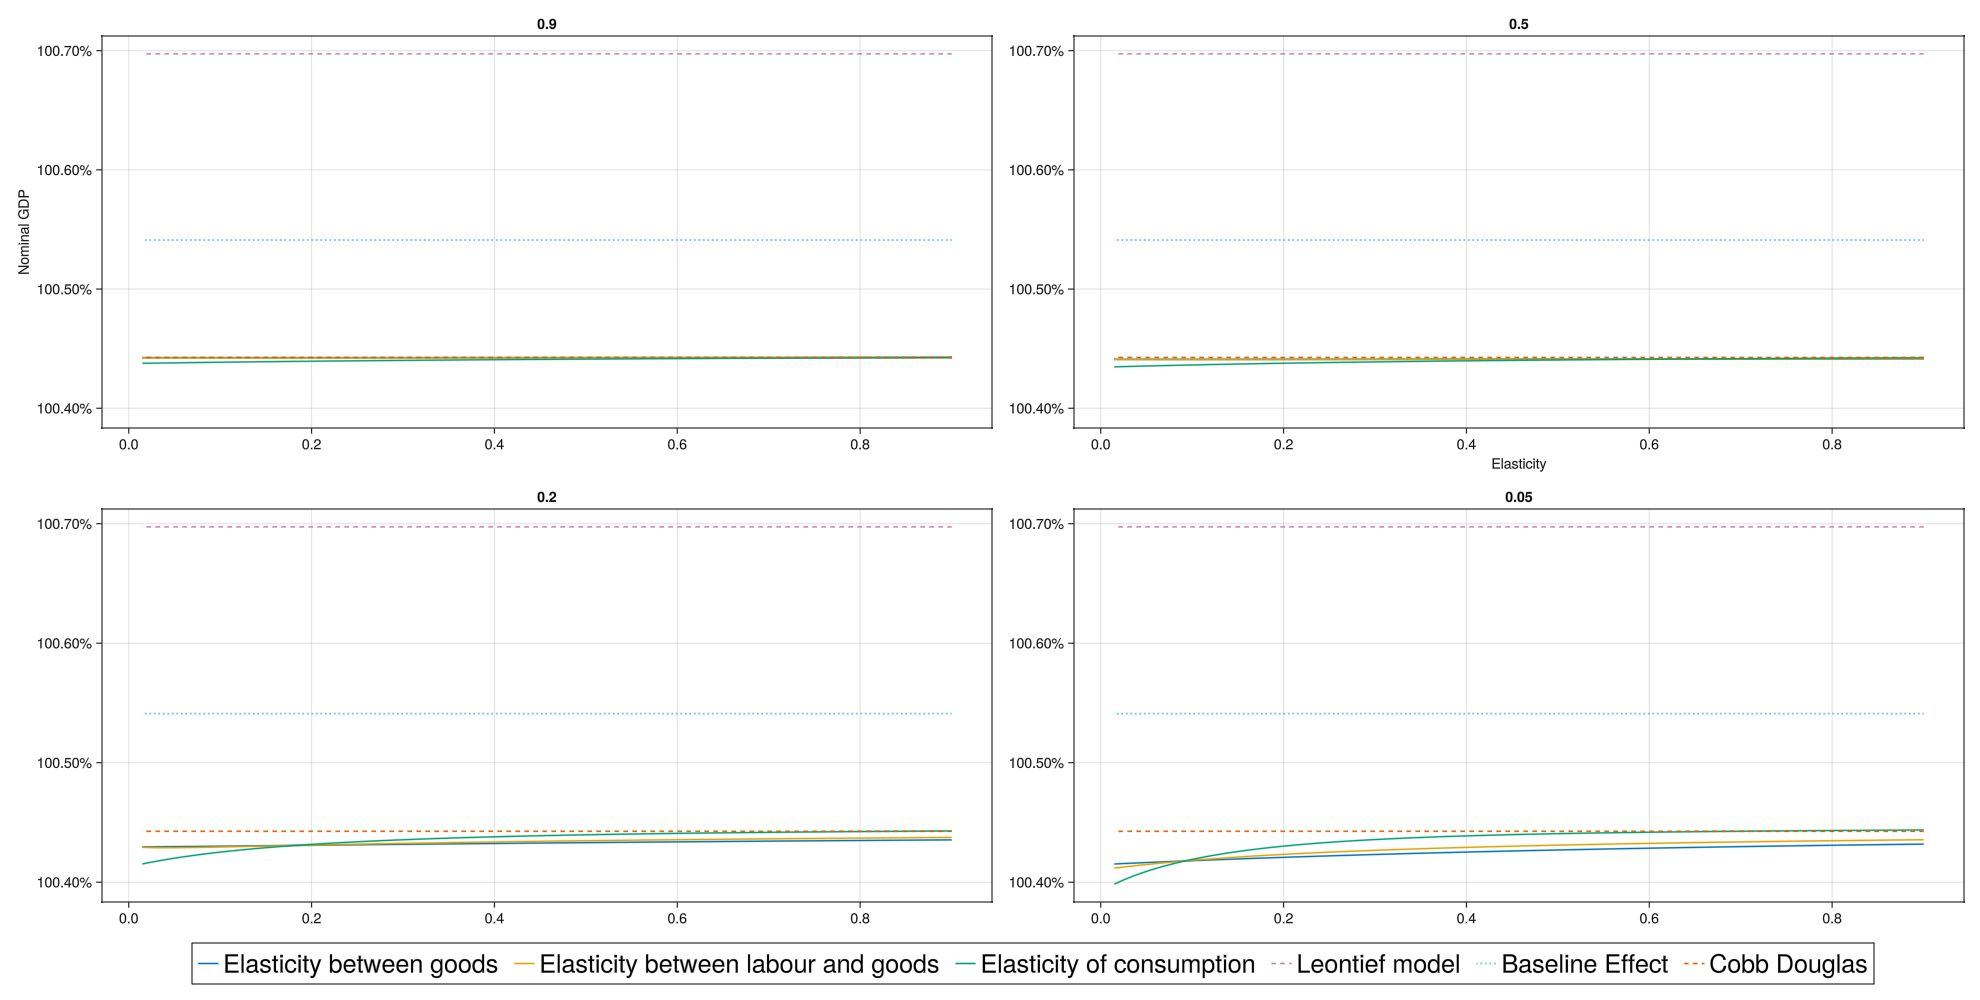 0.9
100.70%
100.60%
100.50%
100.40%
Nominal GDP
0.0 0.2 0.4 0.6 0.8
0.5
100.70%
100.60%
100.50%
100.40%
0.0 0.2 0.4 0.6 0.8
Elasticity
0.2
100.70%
100.60%
100.50%
100.40%
0.0 0.2 0.4 0.6 0.8
0.05
100.70%
100.60%
100.50%
100.40%
0.0 0.2 0.4 0.6 0.8
Elasticity between goods Elasticity between labour and goods Elasticity of consumption Leontief model Baseline Effect Cobb Douglas